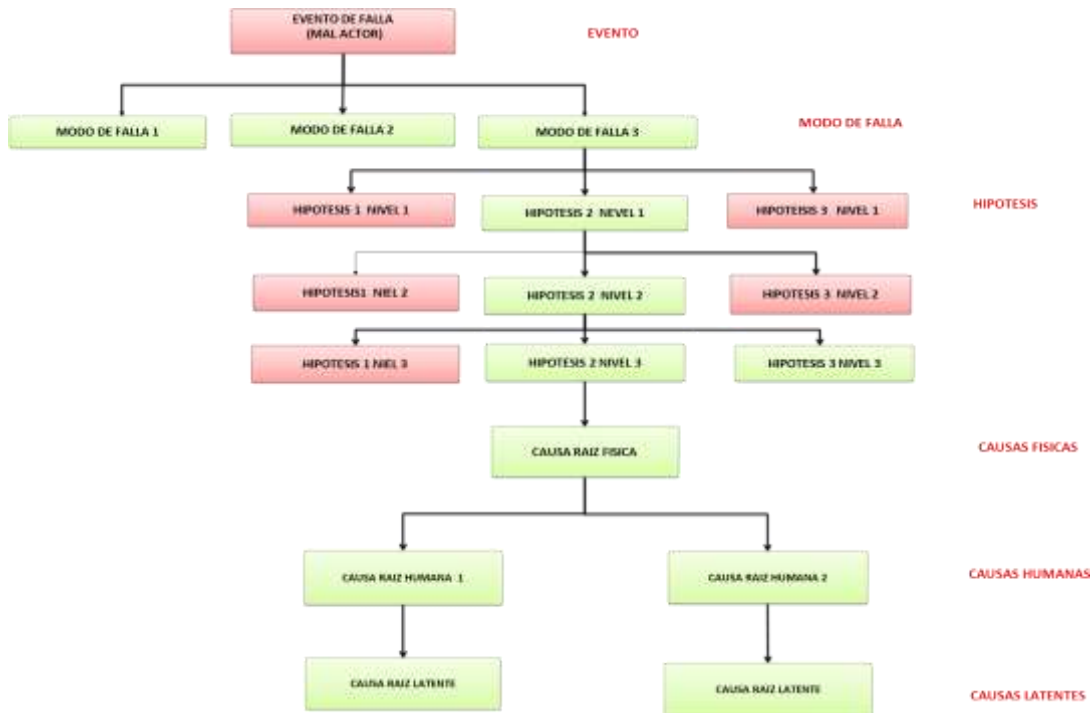 EVENTO DE FALLA
(MAL ACTOR)
EVENTO
MODO DE FALLA 1
MODO DE FALLA 2
MODO DE FALLA 3
MODO DE FALLA
HIPOTESIS 1 NIVEL 1
HIPOTESIS 2 NEVEL 1
HIPOTEISIS 3 NIVEL 1
HIPOTESIS
HIPOTESIS1 NIEL 2
HIPOTESIS 2 NIVEL 2
HIPOTESIS 3 NIVEL 2
HIPOTESIS 1 NIEL 3
HIPOTESIS 2 NIVEL 3
HIPOTESIS 3 NIVEL 3
CAUSA RAIZ FISICA
CAUSAS FISICAS
CAUSA RAIZ HUMANA 1
CAUSA RAIZ HUMANA 2
CAUSAS HUMANAS
CAUSA RAIZ LATENTE
CAUSA RAIZ LATENTE
CAUSAS LATENTES